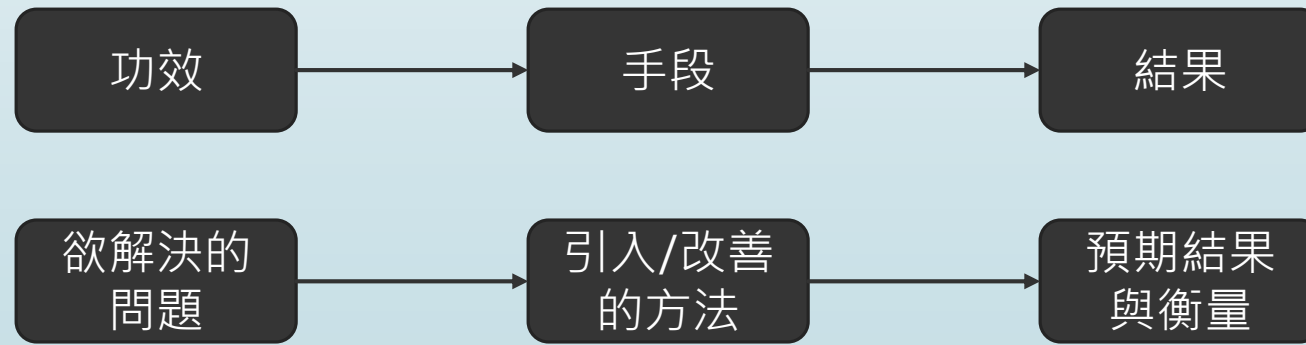 功效
手段
結果
欲解決的
問題
引入/改善
的方法
預期結果
與衡量